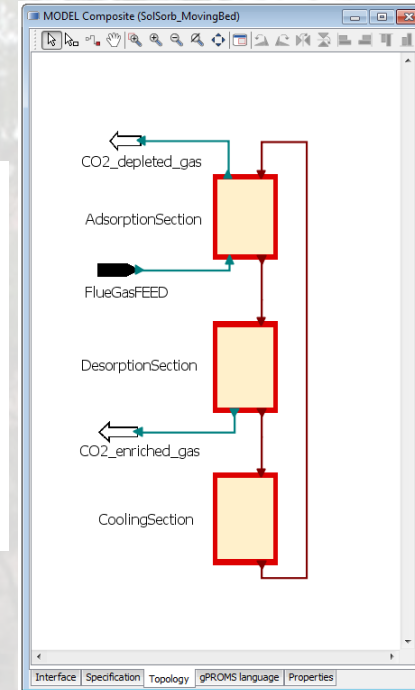 MODEL Composite (SolSorb_MovingBed)
CO2_depleted_gas
AdsorptionSection
FlueGasFEED
DesorptionSection
CO2_enriched_gas
CoolingSection
Interface Specification Topology gPROMS language Properties